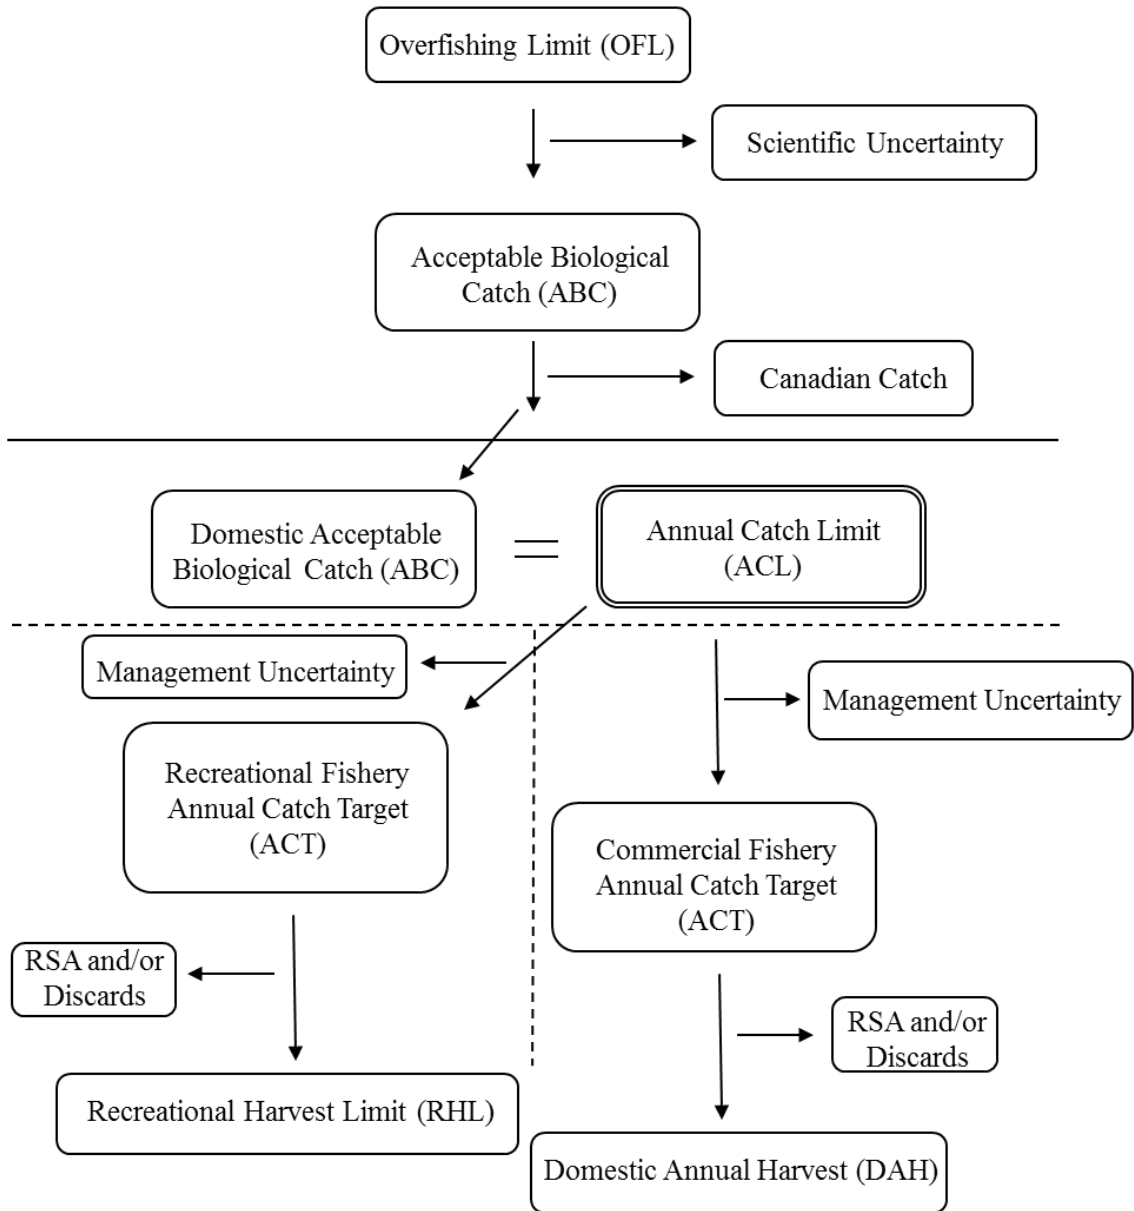 Overfishing Limit (OFL)
Scientific Uncertainty
Acceptable Biological
Catch (ABC)
Canadian Catch
Domestic Acceptable
Biological Catch (ABC)
Annual Catch Limit
(ACL)
Management Uncertainty
Management Uncertainty
Recreational Fishery
Annual Catch Target
(ACT)
Commercial Fishery
Annual Catch Target
(ACT)
RSA and/or
Discards
RSA and/or
Discards
Recreational Harvest Limit (RHL)
Domestic Annual Harvest (DAH)